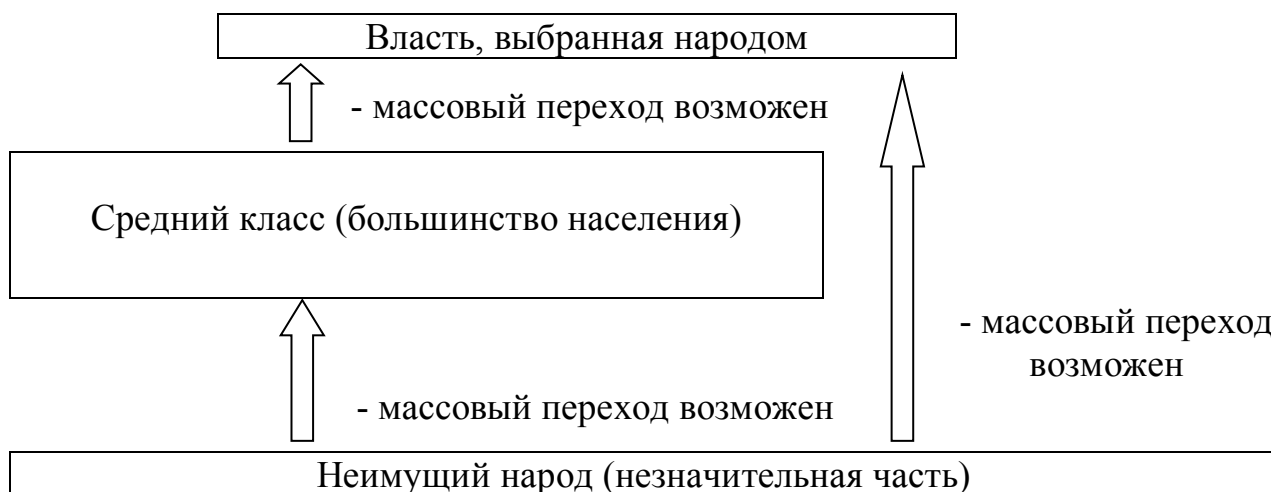 Власть, выбранная народом
- массовый переход возможен
Средний класс (большинство населения)
- массовый переход
возможен
- массовый переход возможен
Неимущий народ (незначительная часть)